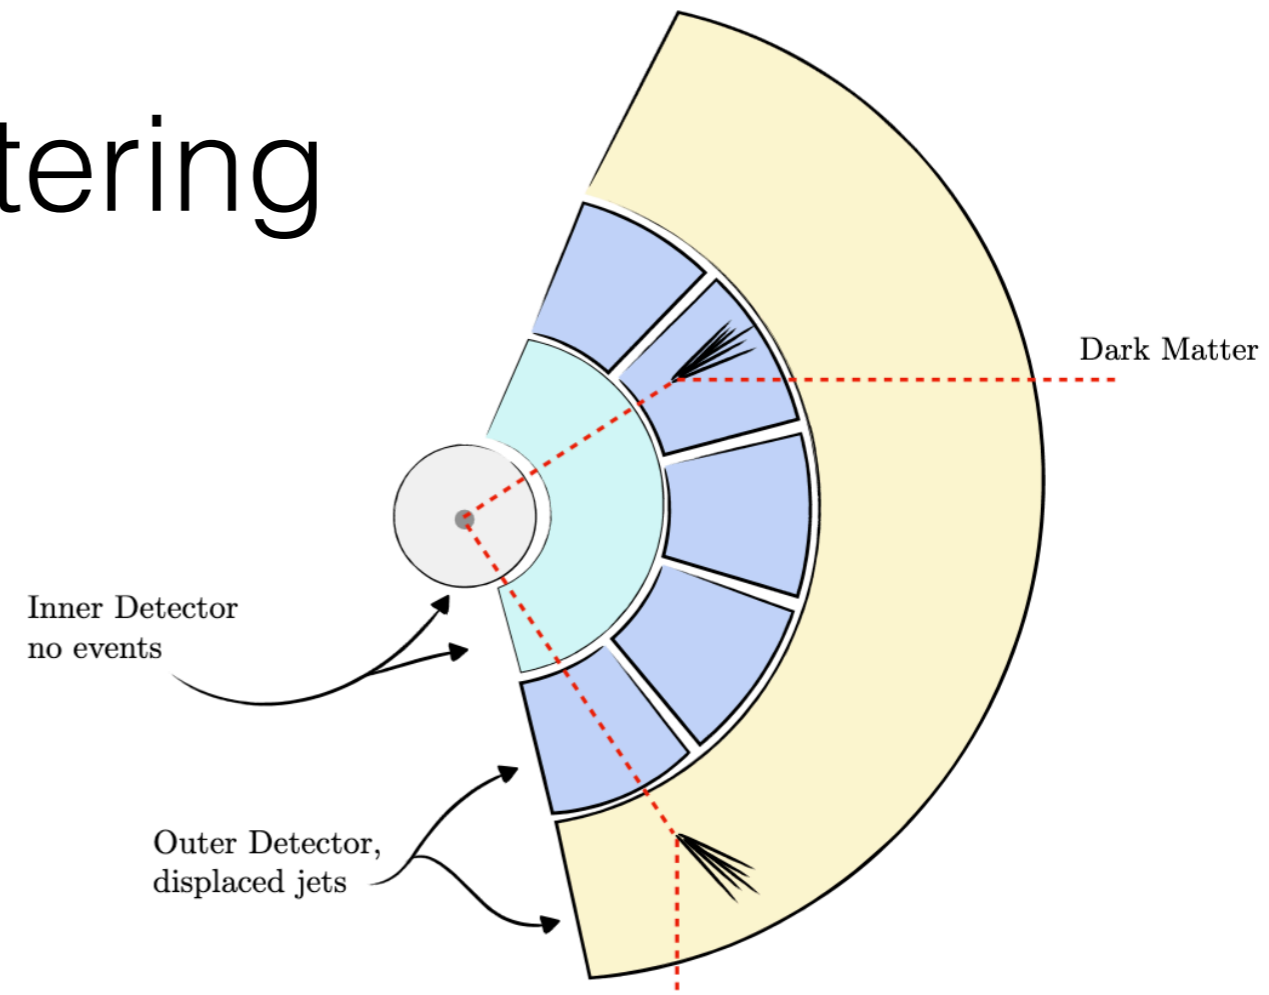 tering
Dark Matter
Inner Detector
no events
Outer Detector,
displaced jets